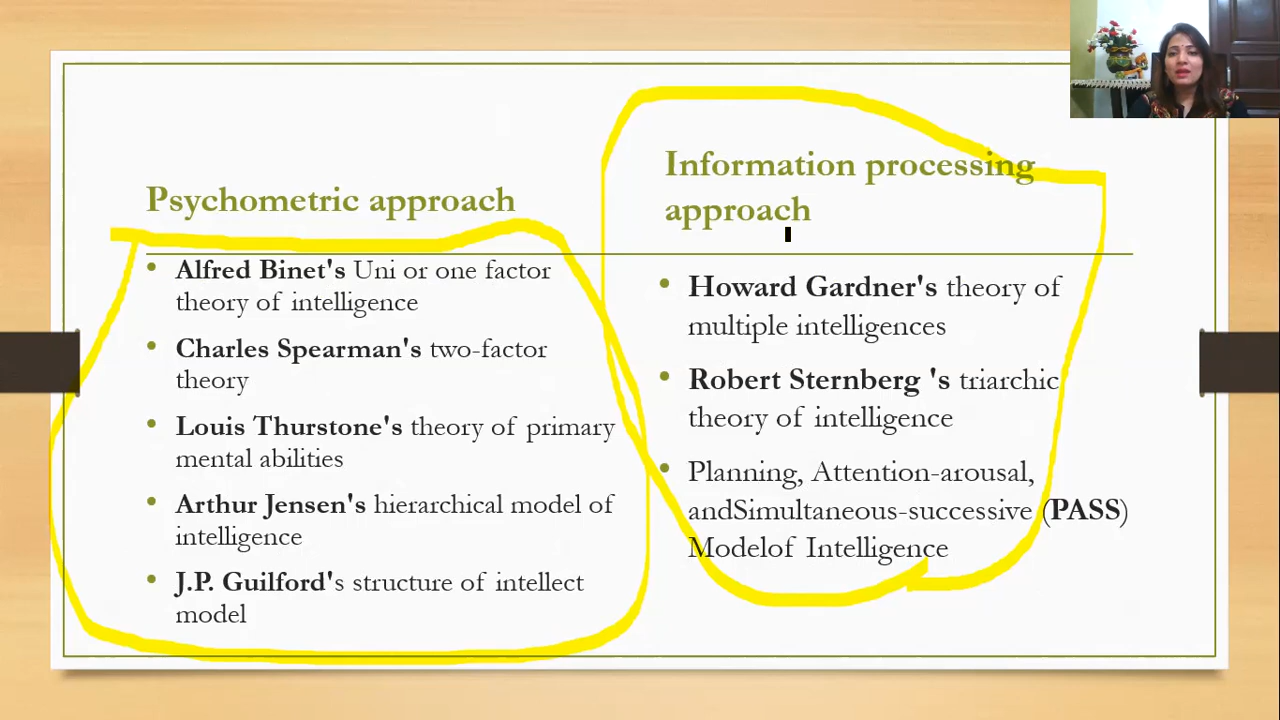 Psychometric approach
• Alfred Binet's Uni or one factor
theory of intelligence
• Charles Spearman's two-factor
theory
• Louis Thurstone's theory of primary
mental abilities
• Arthur Jensen's hierarchical model of
intelligence
• J.P. Guilford's structure of intellect
model
Information processing
approach
• Howard Gardner's theory of
multiple intelligences
• Robert Sternberg 's triarchic
theory of intelligence
• Planning, Attention-arousal,
andSimultaneous-successive (PASS)
Modelof Intelligence